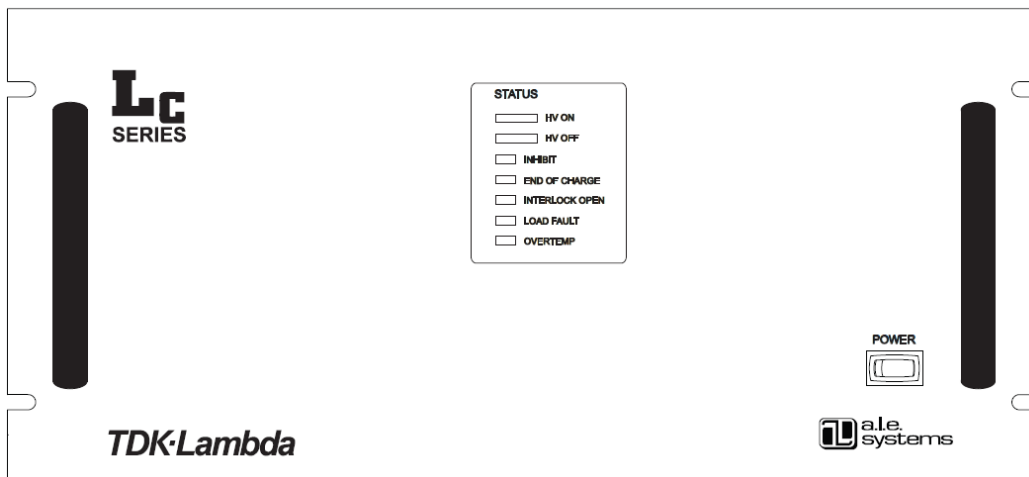 Lc
SERIES
STATUS
HV ON
HV OFF
INHIBIT
END OF CHARGE
INTERLOCK OPEN
LOAD FAULT
OVERTEMP
POWER
TDK·Lambda
a.l.e.
systems